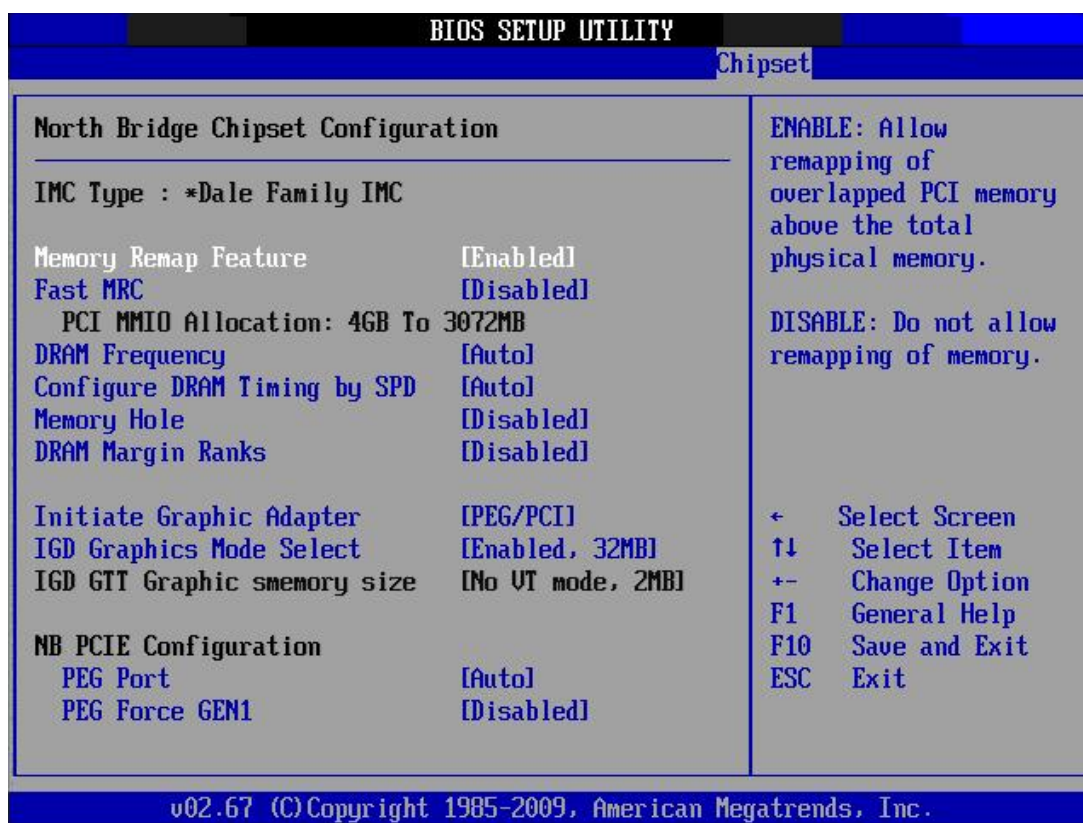 BIOS SETUP UTILITY
Chipset
North Bridge Chipset Configuration
IMC Type : *Dale Family IMC
Memory Remap Feature [Enabled]
Fast MRC [Disabled]
PCI MMIO Allocation: 4GB To 3072MB
DRAM Frequency [Auto]
Configure DRAM Timing by SPD [Auto]
Memory Hole [Disabled]
DRAM Margin Ranks [Disabled]
Initiate Graphic Adapter [PEG/PCI]
IGD Graphics Mode Select [Enabled, 32MB]
IGD GTT Graphic smemory size [No VT mode, 2MB]
NB PCIE Configuration
PEG Port [Auto]
PEG Force GEN1 [Disabled]
ENABLE: Allow
remapping of
overlapped PCI memory
above the total
physical memory.
DISABLE: Do not allow
remapping of memory.
← Select Screen
↑↓ Select Item
+- Change Option
F1 General Help
F10 Save and Exit
ESC Exit
v02.67 (C)Copyright 1985-2009, American Megatrends, Inc.